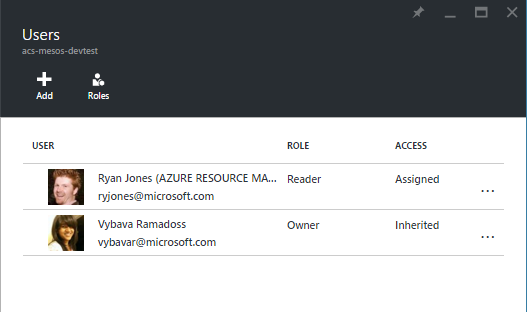 Users
acs-mesos-devtest
Add Roles
USER ROLE ACCESS
Ryan Jones (AZURE RESOURCE MA... Reader Assigned ...
ryjones@microsoft.com
Vybava Ramadoss Owner Inherited ...
vybavar@microsoft.com